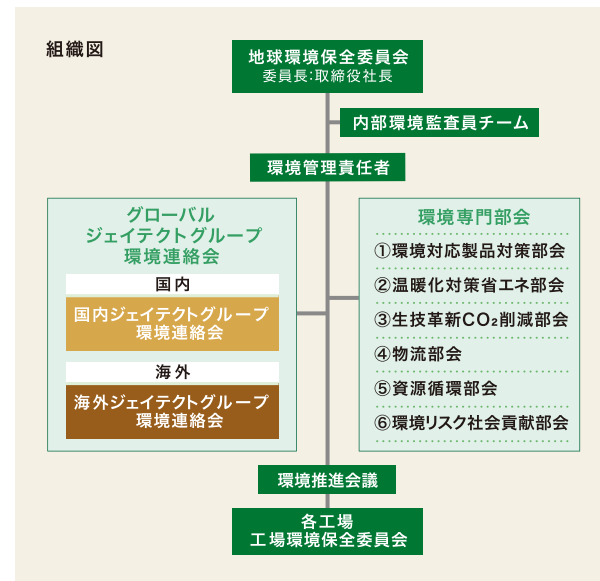 組織図
地球環境保全委員会
委員長:取締役社長
内部環境監査員チーム
環境管理責任者
グローバル
ジェイテクトグループ
環境連絡会
国内
国内ジェイテクトグループ
環境連絡会
海外
海外ジェイテクトグループ
環境連絡会
環境専門部会
①環境対応製品対策部会
②温暖化対策省エネ部会
③生技革新CO₂削減部会
④物流部会
⑤資源循環部会
⑥環境リスク社会貢献部会
環境推進会議
各工場
工場環境保全委員会